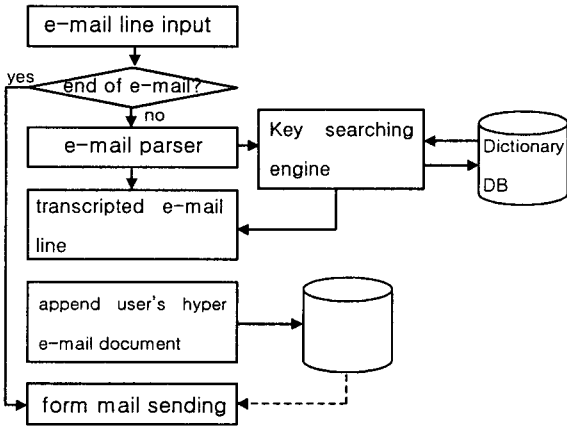 e-mail line input
yes
end of e-mail?
no
e-mail parser
Key searching
engine
Dictionary
DB
transcripted e-mail
line
append user's hyper
e-mail document
form mail sending